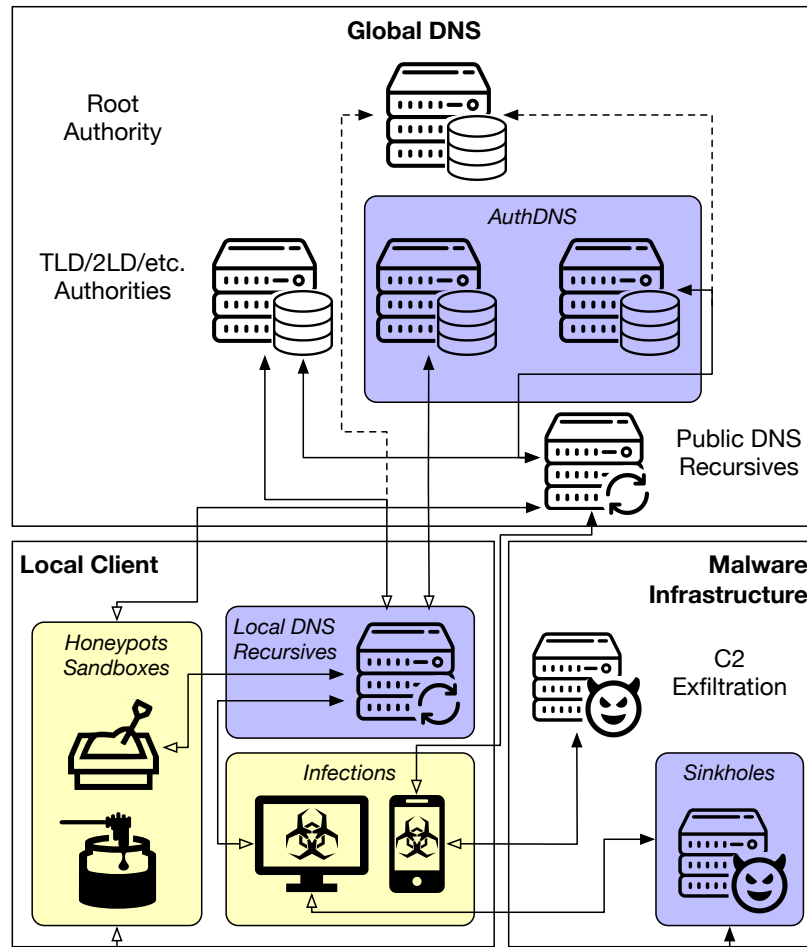 Global DNS
Root
Authority
AuthDNS
TLD/2LD/etc.
Authorities
Public DNS
Recursives
Local Client
Honeypots
Sandboxes
Local DNS
Recursives
Infections
Malware
Infrastructure
C2
Exfiltration
Sinkholes